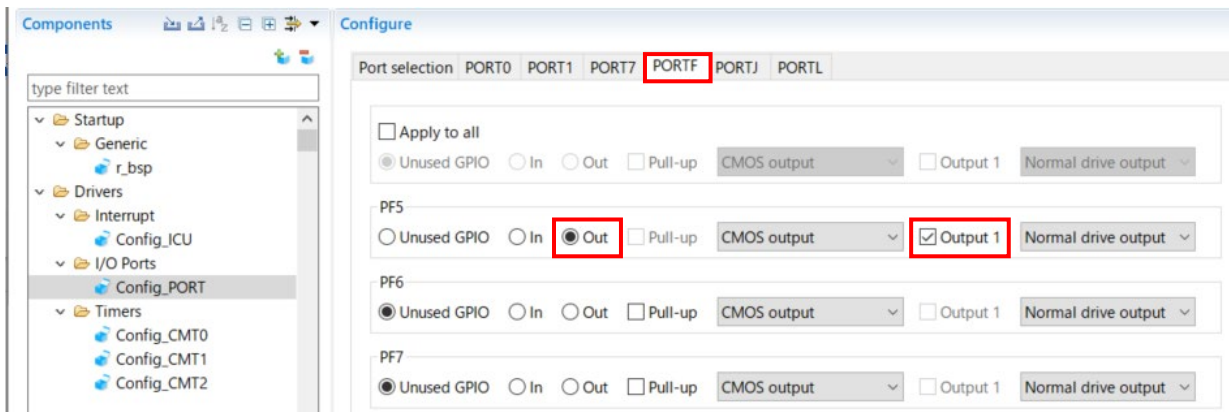 Components
Configure
type filter text
Startup
Generic
r_bsp
Drivers
Interrupt
Config_ICU
I/O Ports
Config_PORT
Timers
Config_CMT0
Config_CMT1
Config_CMT2
Port selection PORT0 PORT1 PORT7 PORTF PORTJ PORTL
Apply to all
Unused GPIO In Out Pull-up CMOS output Output 1 Normal drive output
PF5
Unused GPIO In Out Pull-up CMOS output Output 1 Normal drive output
PF6
Unused GPIO In Out Pull-up CMOS output Output 1 Normal drive output
PF7
Unused GPIO In Out Pull-up CMOS output Output 1 Normal drive output